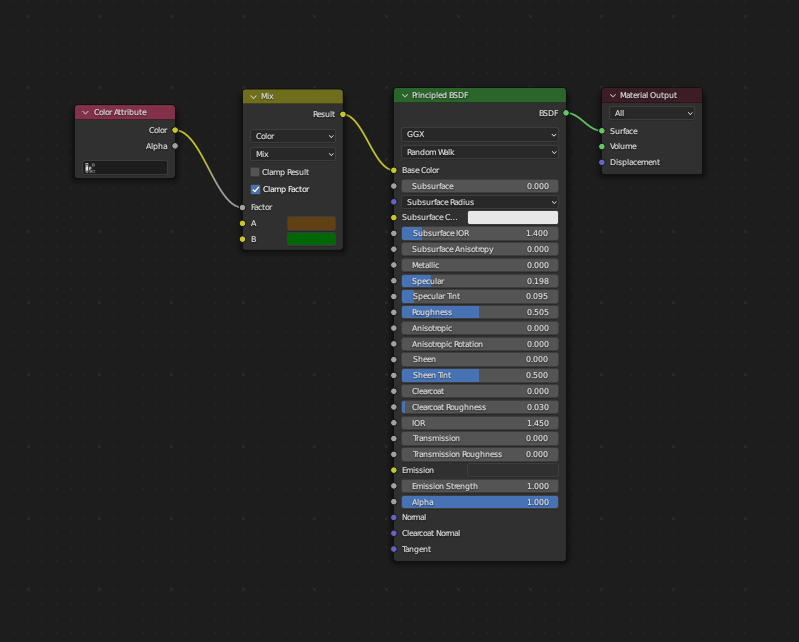 Color Attribute
Color
Alpha
Mix
Result
Color
Mix
Clamp Result
Clamp Factor
Factor
A
B
Principled BSDF
BSDF
GGX
Random Walk
Base Color
Subsurface 0.000
Subsurface Radius
Subsurface C...
Subsurface IOR 1.400
Subsurface Anisotropy 0.000
Metallic 0.000
Specular 0.198
Specular Tint 0.095
Roughness 0.505
Anisotropic 0.000
Anisotropic Rotation 0.000
Sheen 0.000
Sheen Tint 0.500
Clearcoat 0.000
Clearcoat Roughness 0.030
IOR 1.450
Transmission 0.000
Transmission Roughness 0.000
Emission
Emission Strength 1.000
Alpha 1.000
Normal
Clearcoat Normal
Tangent
Material Output
All
Surface
Volume
Displacement